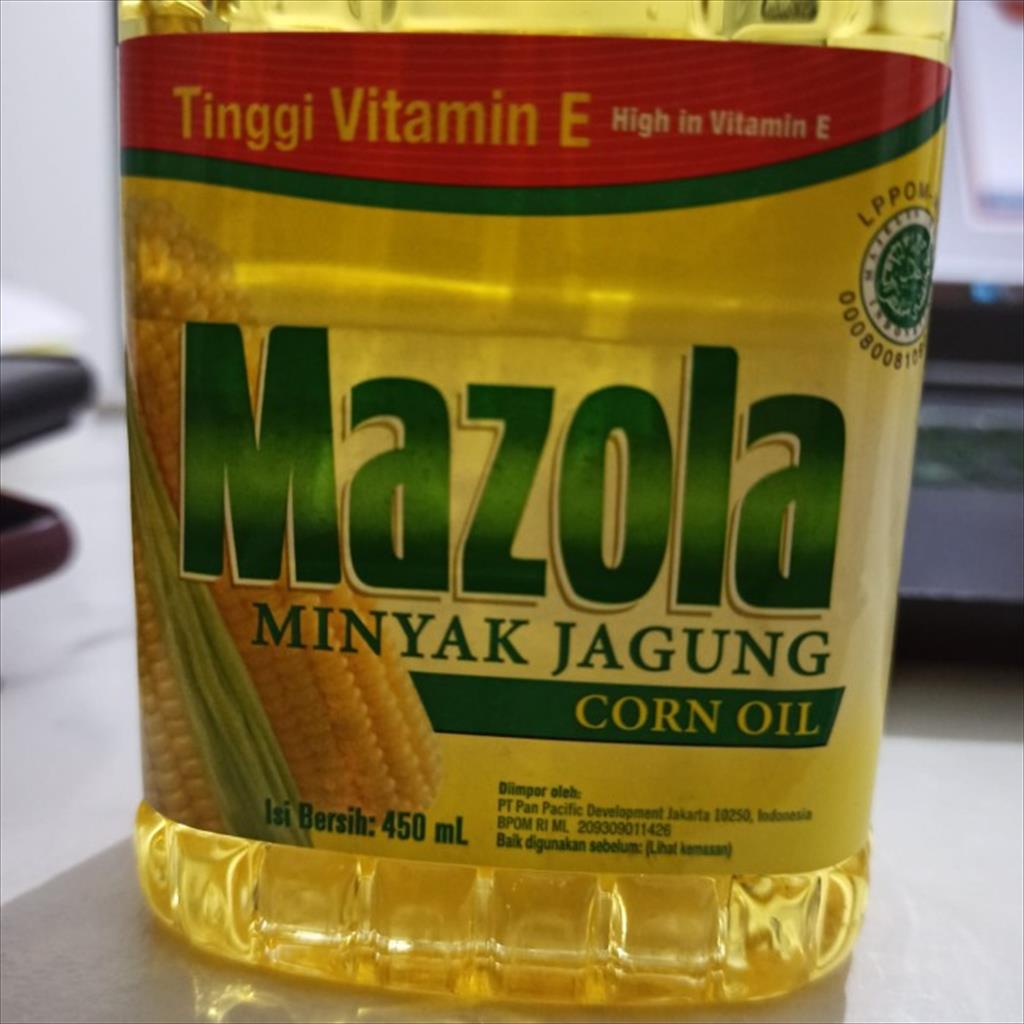 Tinggi Vitamin E High in Vitamin E
LPPOM
Mazola
MINYAK JAGUNG
CORN OIL
Isi Bersih: 450 mL
Diimpor oleh:
PT Pan Pacific Development Jakarta 10250, Indonesia
BPOM RI ML 209309011426
Baik digunakan sebelum: (Lihat kemasan)